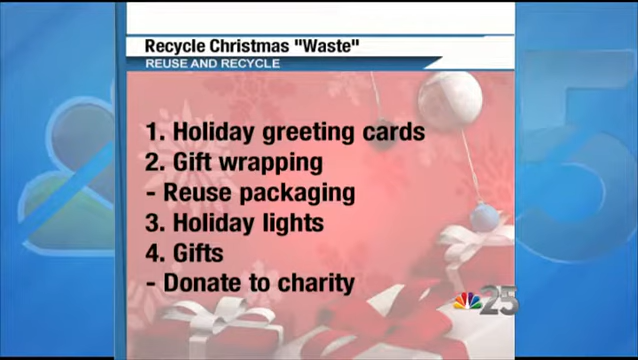 Recycle Christmas "Waste"
REUSE AND RECYCLE
1. Holiday greeting cards
2. Gift wrapping
- Reuse packaging
3. Holiday lights
4. Gifts
- Donate to charity
25
25